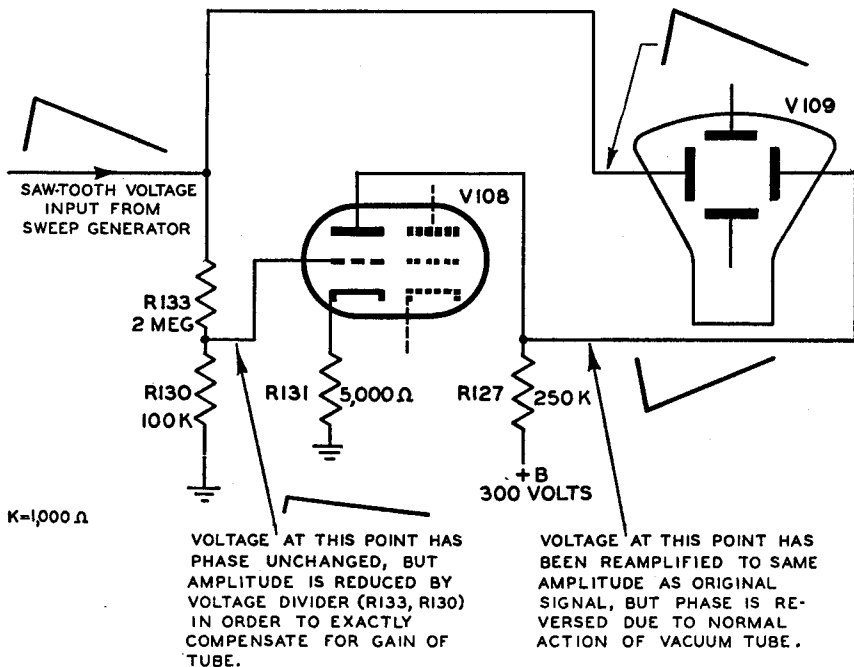 V109
SAW-TOOTH VOLTAGE
INPUT FROM
SWEEP GENERATOR
V108
R133
2 MEG
R130
100K
R131
5,000 Ω
R127
250 K
+B
300 VOLTS
K=1,000 Ω
VOLTAGE AT THIS POINT HAS
PHASE UNCHANGED, BUT
AMPLITUDE IS REDUCED BY
VOLTAGE DIVIDER (R133, R130)
IN ORDER TO EXACTLY
COMPENSATE FOR GAIN OF
TUBE.
VOLTAGE AT THIS POINT HAS
BEEN REAMPLIFIED TO SAME
AMPLITUDE AS ORIGINAL
SIGNAL, BUT PHASE IS RE-
VERSED DUE TO NORMAL
ACTION OF VACUUM TUBE.